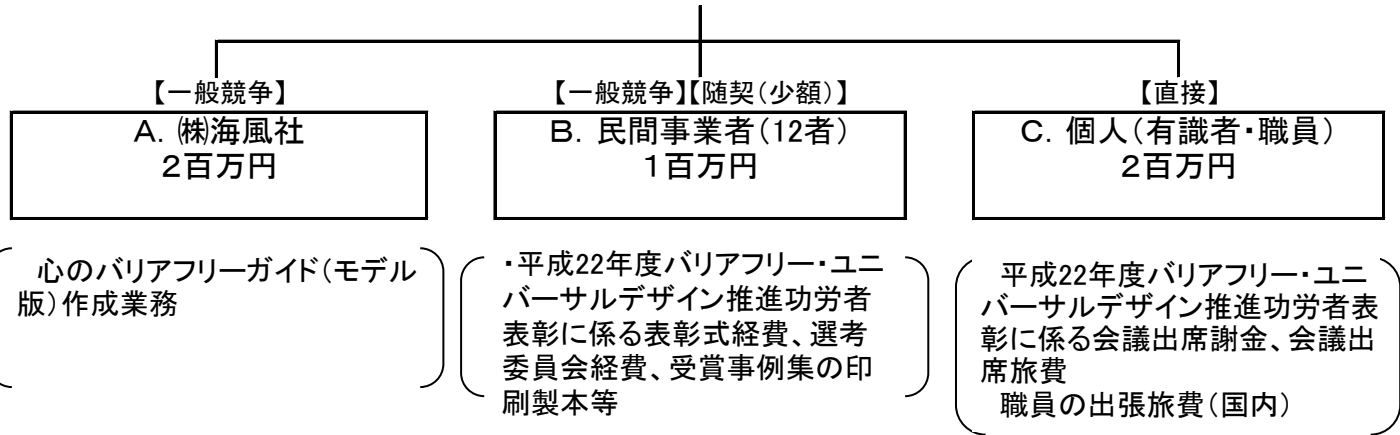 【一般競争】
A. ㈱海風社
2百万円
心のバリアフリーガイド(モデル
版)作成業務
【一般競争】【随契(少額)】
B. 民間事業者(12者)
1百万円
・平成22年度バリアフリー・ユニ
バーサルデザイン推進功労者
表彰に係る表彰式経費、選考
委員会経費、受賞事例集の印
刷製本等
【直接】
C. 個人(有識者・職員)
2百万円
平成22年度バリアフリー・ユニ
バーサルデザイン推進功労者表
彰に係る会議出席謝金、会議出
席旅費
職員の出張旅費(国内)